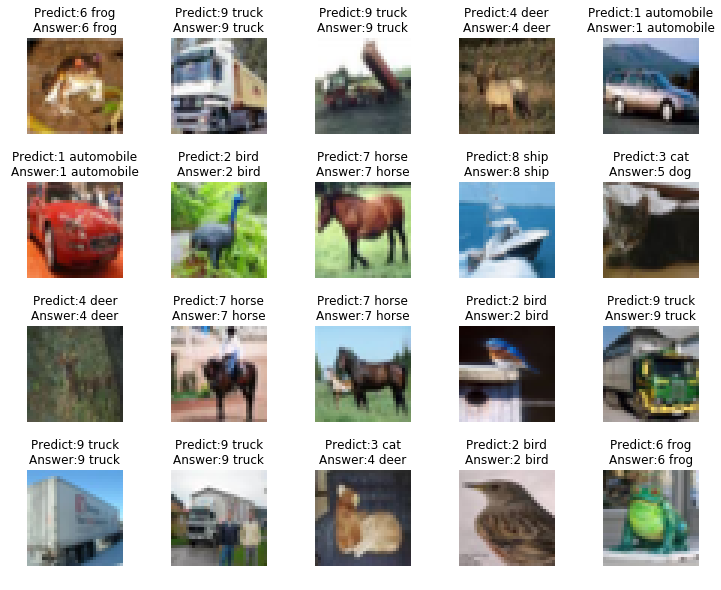 Predict:6 frog
Answer:6 frog
Predict:9 truck
Answer:9 truck
Predict:9 truck
Answer:9 truck
Predict:4 deer
Answer:4 deer
Predict:1 automobile
Answer:1 automobile
Predict:1 automobile
Answer:1 automobile
Predict:2 bird
Answer:2 bird
Predict:7 horse
Answer:7 horse
Predict:8 ship
Answer:8 ship
Predict:3 cat
Answer:5 dog
Predict:4 deer
Answer:4 deer
Predict:7 horse
Answer:7 horse
Predict:7 horse
Answer:7 horse
Predict:2 bird
Answer:2 bird
Predict:9 truck
Answer:9 truck
Predict:9 truck
Answer:9 truck
Predict:9 truck
Answer:9 truck
Predict:3 cat
Answer:4 deer
Predict:2 bird
Answer:2 bird
Predict:6 frog
Answer:6 frog